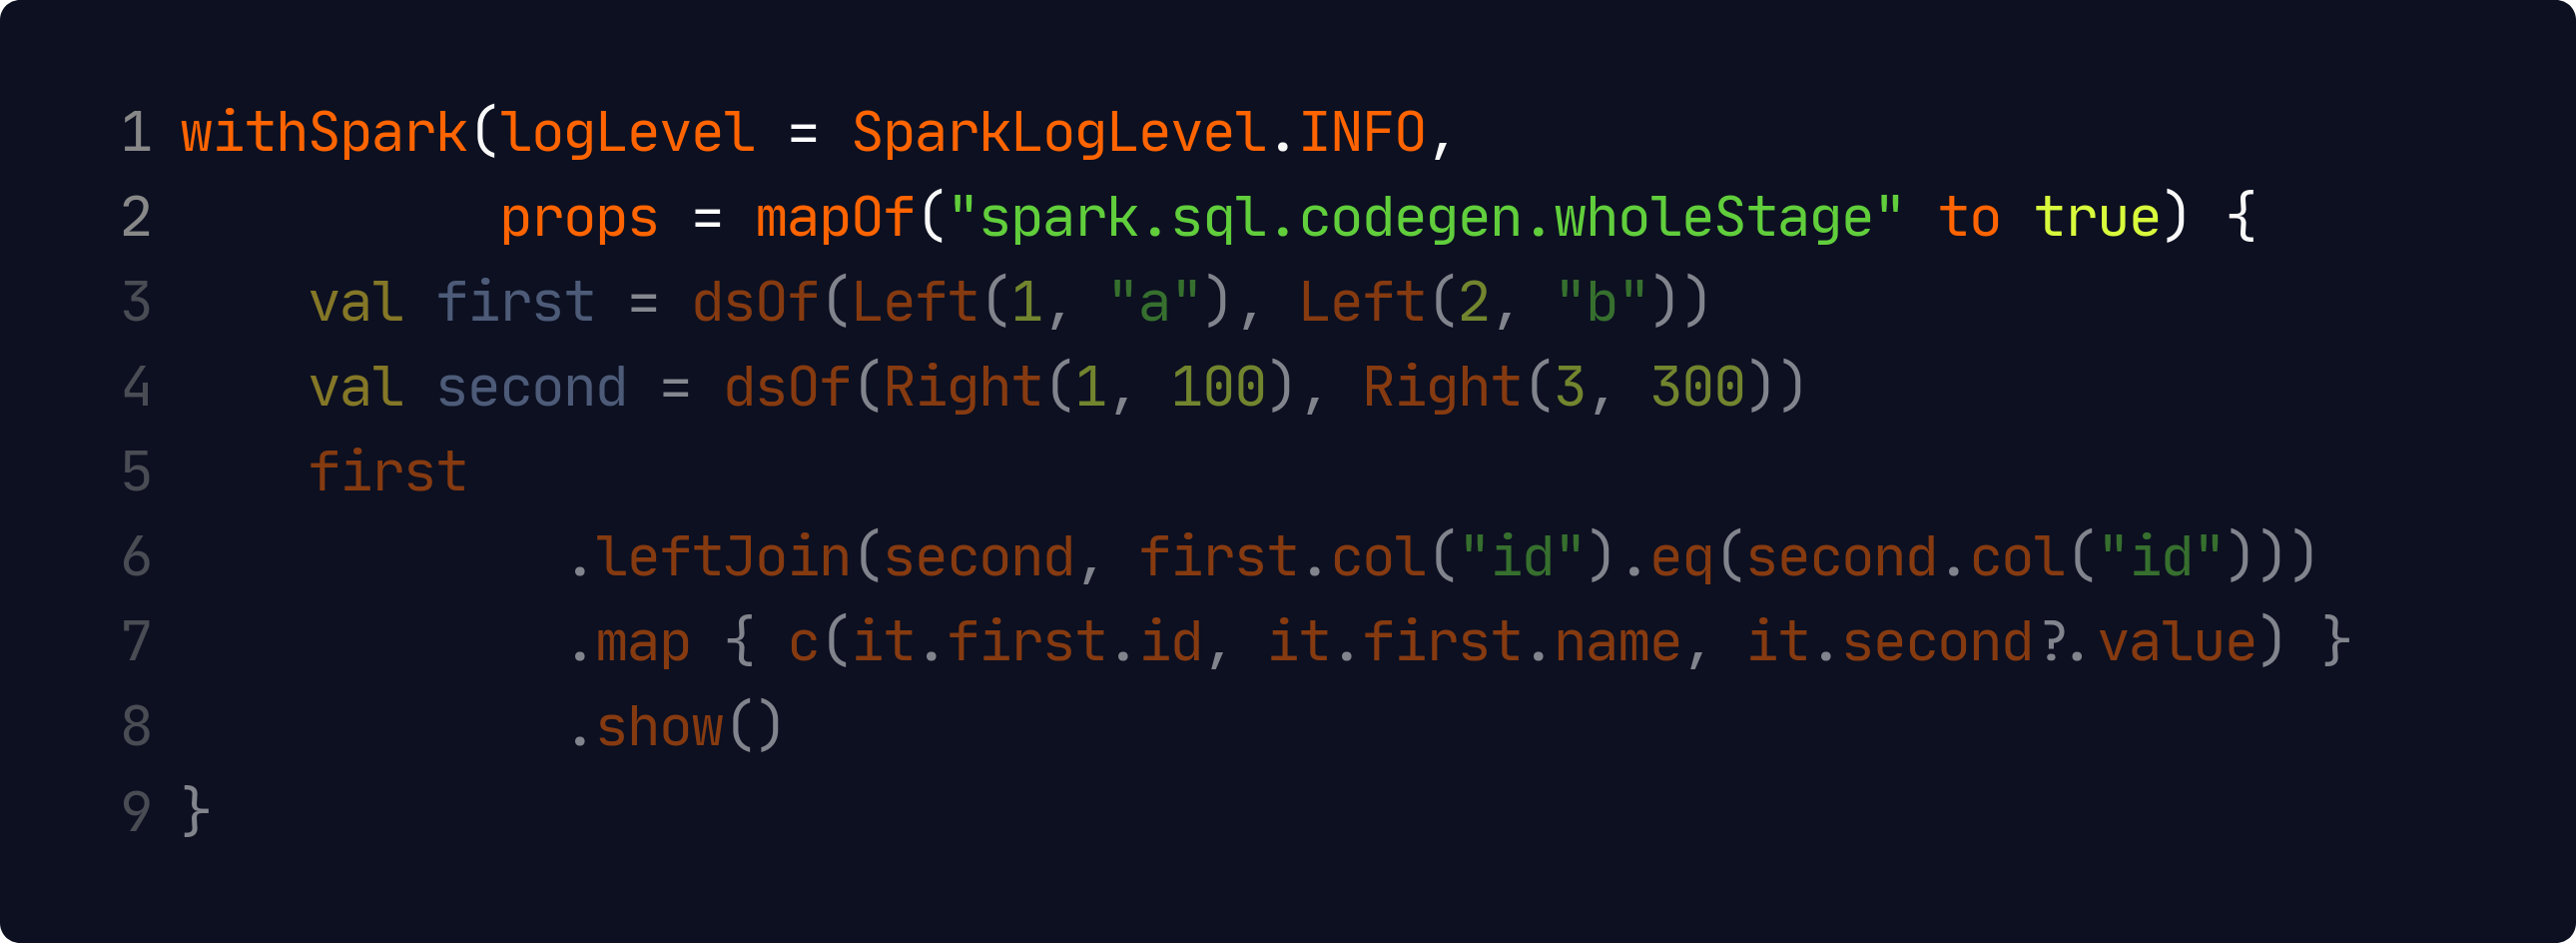 1 withSpark(logLevel = SparkLogLevel.INFO,
2           props = mapOf("spark.sql.codegen.wholeStage" to true) {
3     val first = dsOf(Left(1, "a"), Left(2, "b"))
4     val second = dsOf(Right(1, 100), Right(3, 300))
5     first
6             .leftJoin(second, first.col("id").eq(second.col("id")))
7             .map { c(it.first.id, it.first.name, it.second?.value) }
8             .show()
9 }